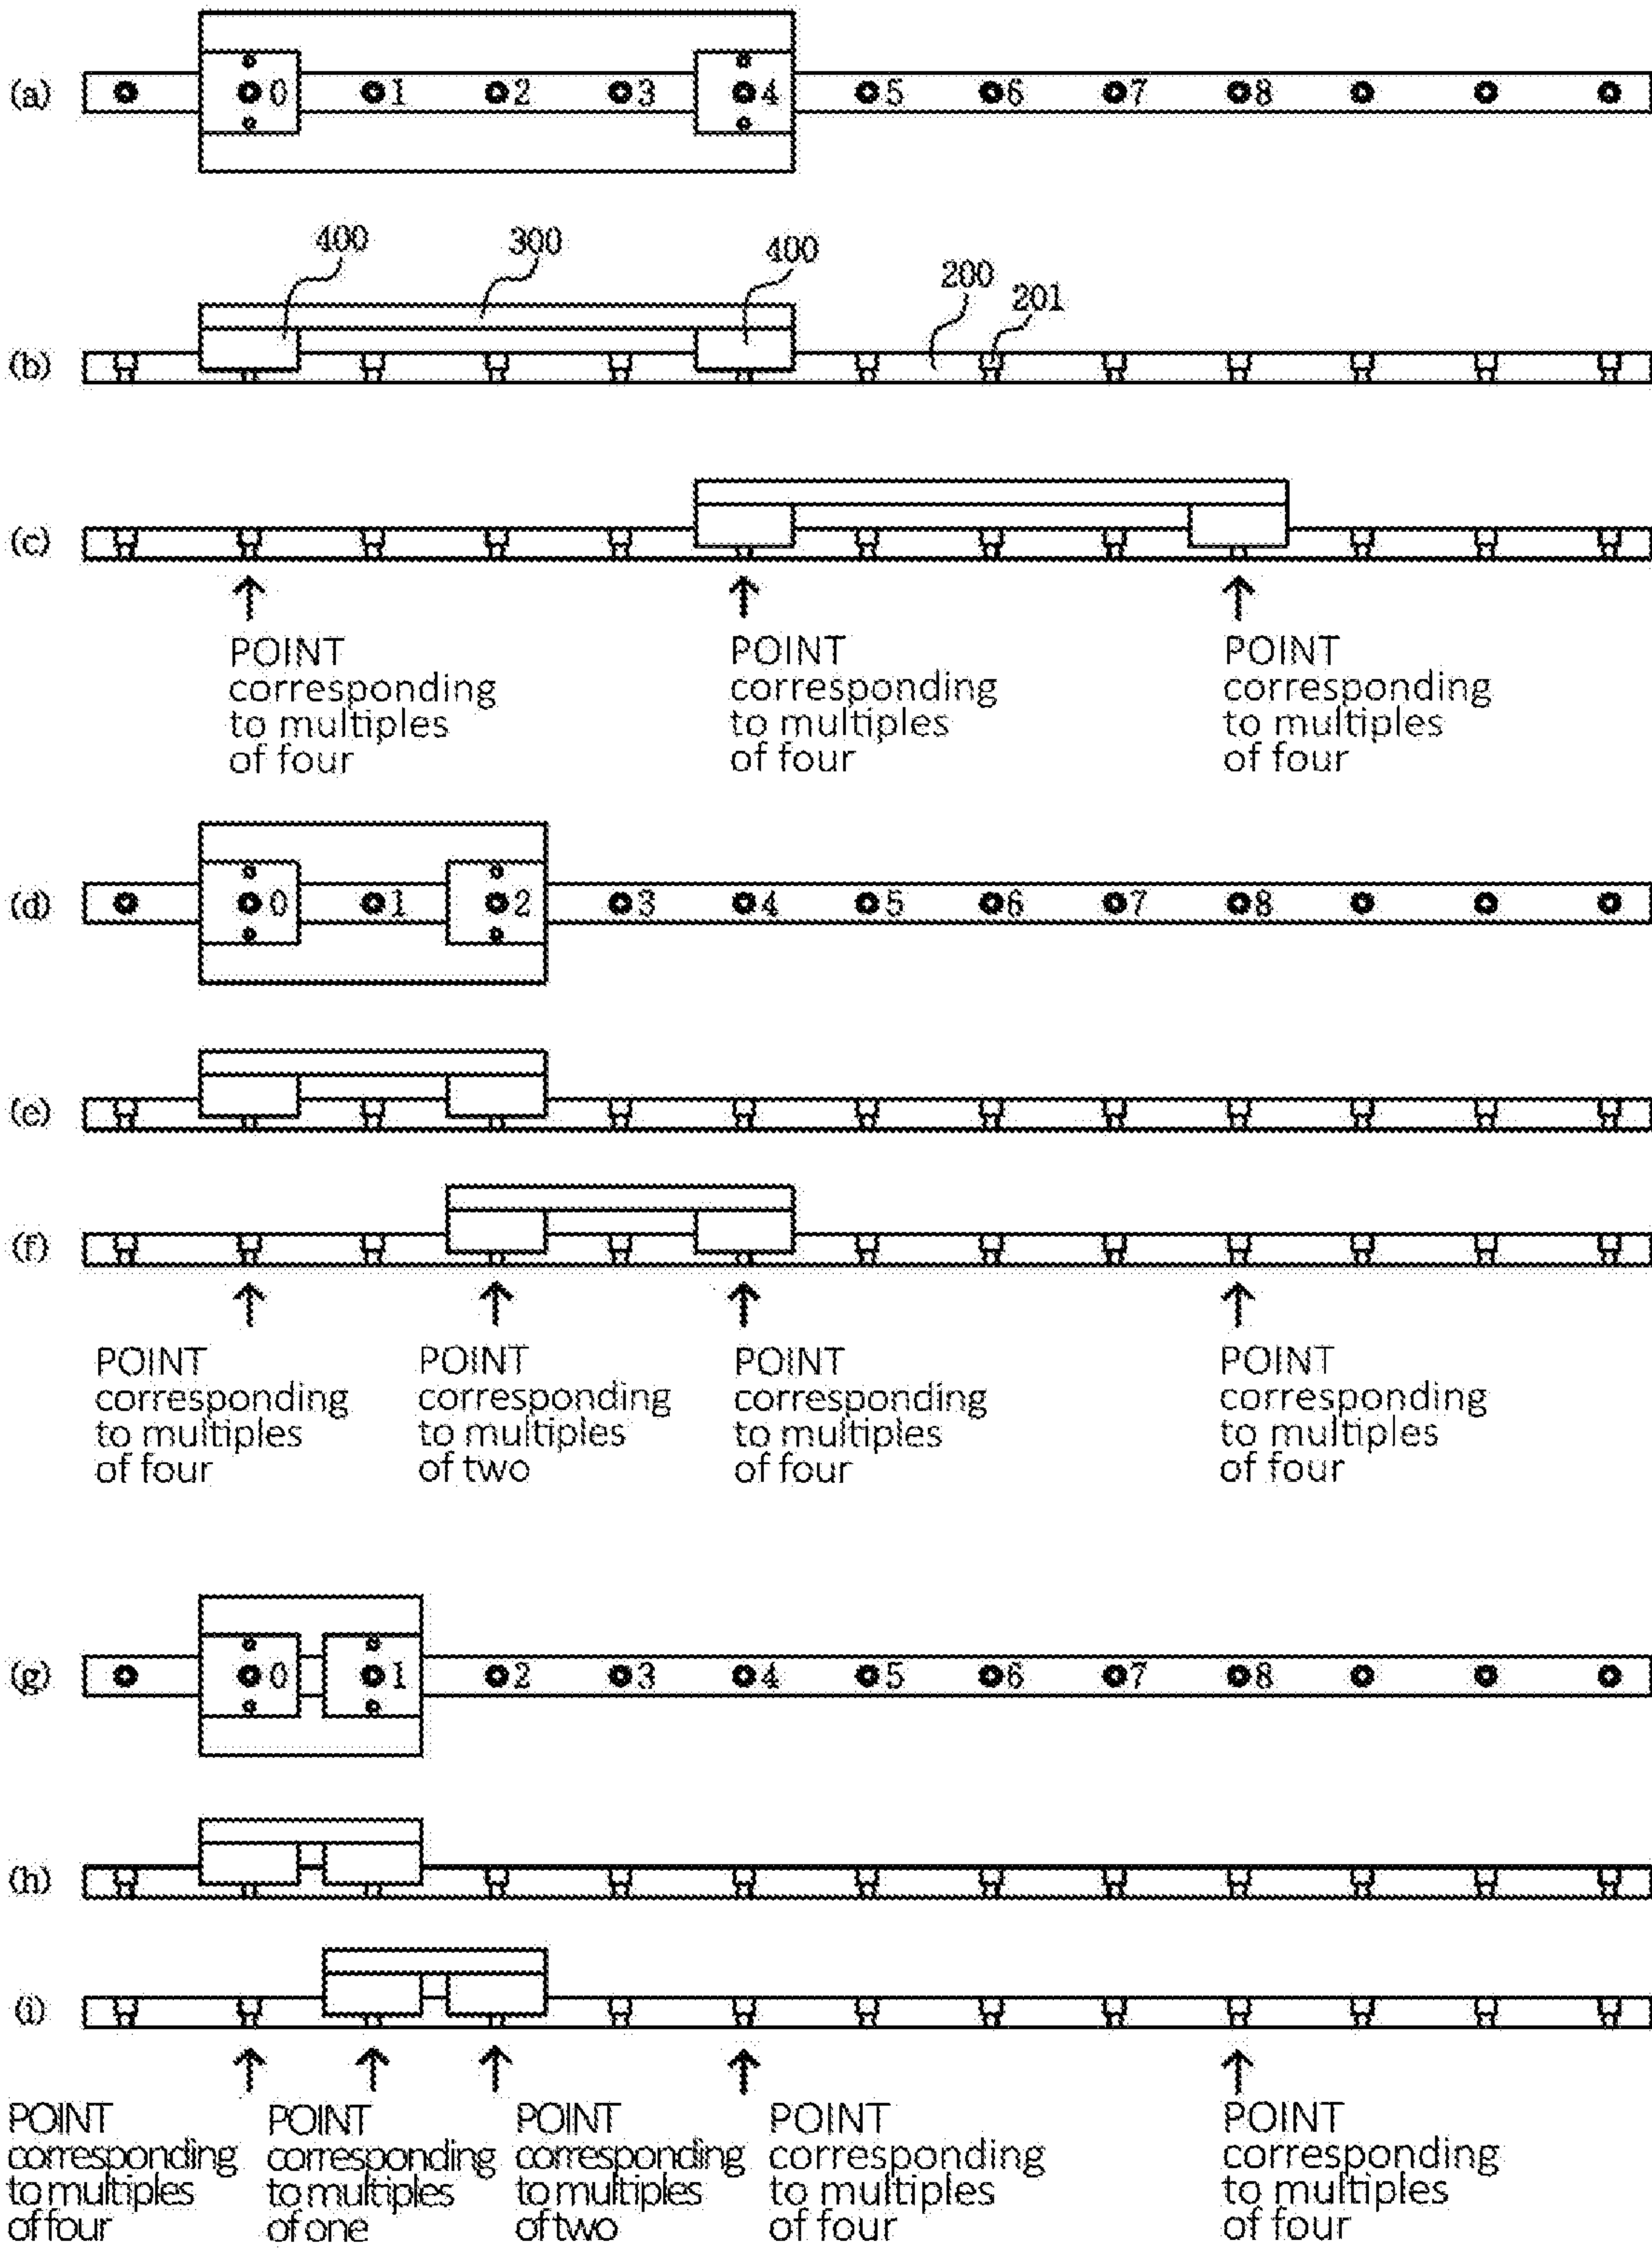 (a) 0 1 2 3 4 5 6 7 8
400 300 400 200 201
(b)
(c)
POINT
corresponding
to multiples
of four
POINT
corresponding
to multiples
of four
POINT
corresponding
to multiples
of four
(d) 0 1 2 3 4 5 6 7 8
(e)
(f)
POINT
corresponding
to multiples
of four
POINT
corresponding
to multiples
of two
POINT
corresponding
to multiples
of four
POINT
corresponding
to multiples
of four
(g) 0 1 2 3 4 5 6 7 8
(h)
(i)
POINT
corresponding
to multiples
of four
POINT
corresponding
to multiples
of one
POINT
corresponding
to multiples
of two
POINT
corresponding
to multiples
of four
POINT
corresponding
to multiples
of four